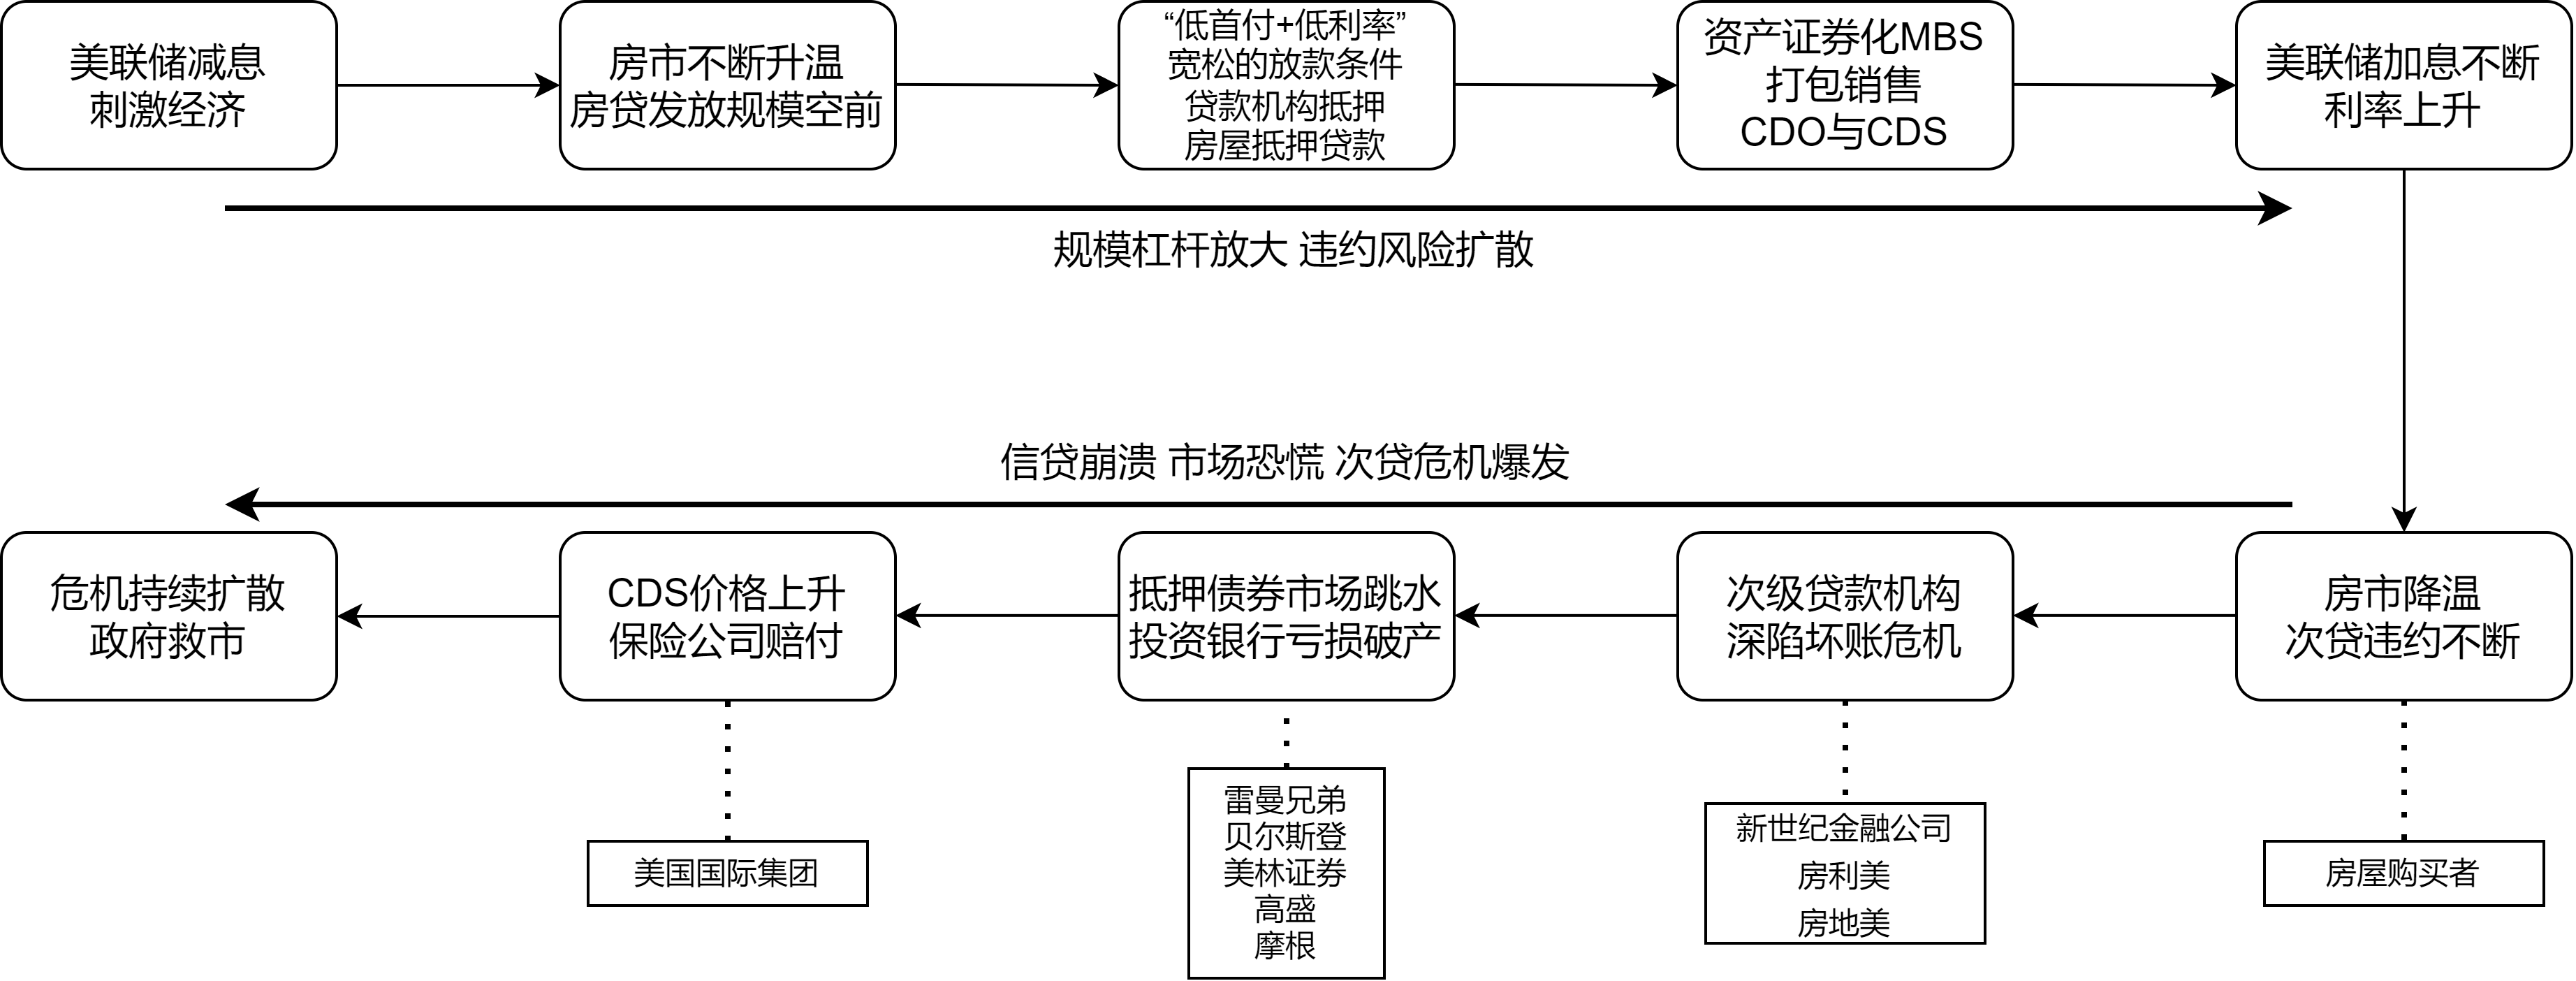 美联储减息
刺激经济
房市不断升温
房贷发放规模空前
“低首付+低利率”
宽松的放款条件
贷款机构抵押
房屋抵押贷款
资产证券化MBS
打包销售
CDO与CDS
美联储加息不断
利率上升
规模杠杆放大 违约风险扩散
信贷崩溃 市场恐慌 次贷危机爆发
危机持续扩散
政府救市
CDS价格上升
保险公司赔付
抵押债券市场跳水
投资银行亏损破产
次级贷款机构
深陷坏账危机
房市降温
次贷违约不断
美国国际集团
雷曼兄弟
贝尔斯登
美林证券
高盛
摩根
新世纪金融公司
房利美
房地美
房屋购买者